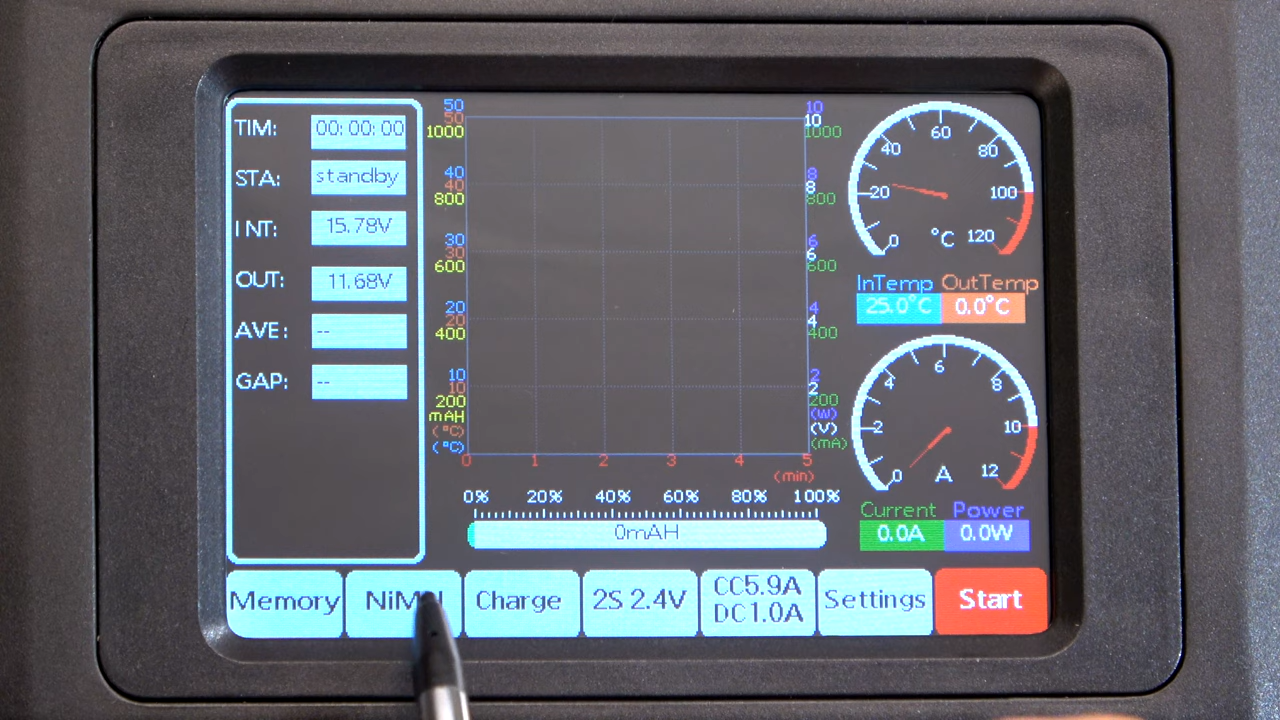 TIM: 00:00:00
STA: standby
INT: 15.78V
OUT: 11.68V
AVE: --
GAP: --
50
50
1000
40
40
800
30
30
600
20
20
400
10
10
200
mAH
(°C)
(°C)
10
10
1000
8
8
800
6
6
600
4
4
400
2
2
200
(W)
(V)
(mA)
0 1 2 3 4 5
(min)
0% 20% 40% 60% 80% 100%
0mAH
0 20 40 60 80 100 120
°C
InTemp OutTemp
25.0°C 0.0°C
0 2 4 6 8 10 12
A
Current Power
0.0A 0.0W
Memory
Charge
2S 2.4V
CC5.9A
DC1.0A
Settings
Start